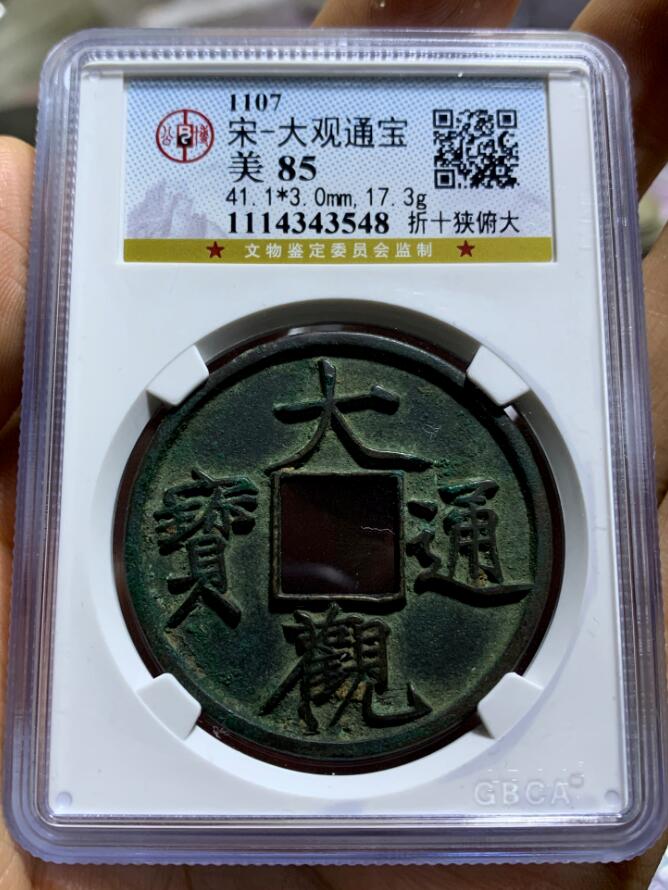 1107
宋-大观通宝
美 85
41.1*3.0mm,17.3g
1114343548 折十狭俯大
★ 文物鉴定委员会监制 ★
大
寶 通
觀
GBCA